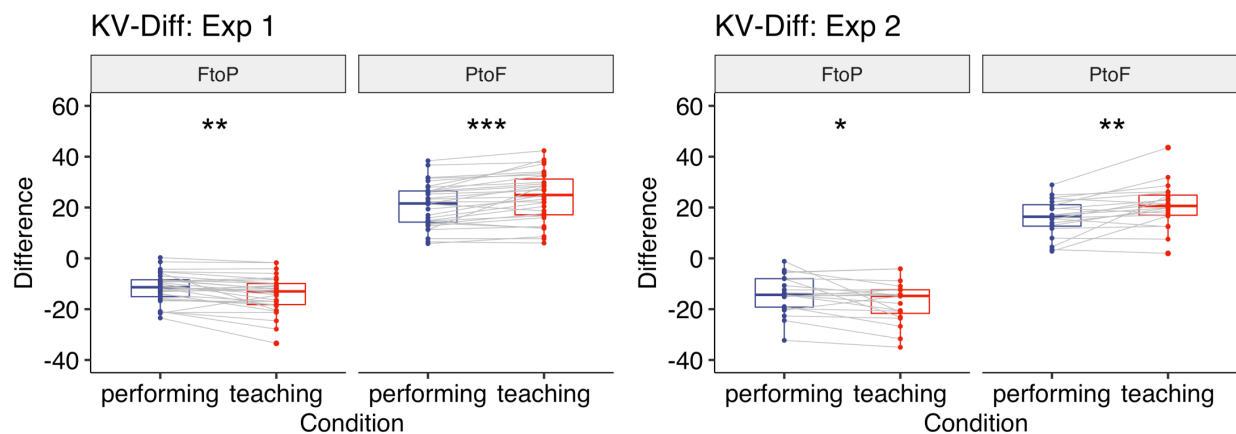 KV-Diff: Exp 1
FtoP PtoF
** ***
60
40
20
0
-20
-40
Difference
performing teaching performing teaching
Condition
KV-Diff: Exp 2
FtoP PtoF
* **
60
40
20
0
-20
-40
Difference
performing teaching performing teaching
Condition